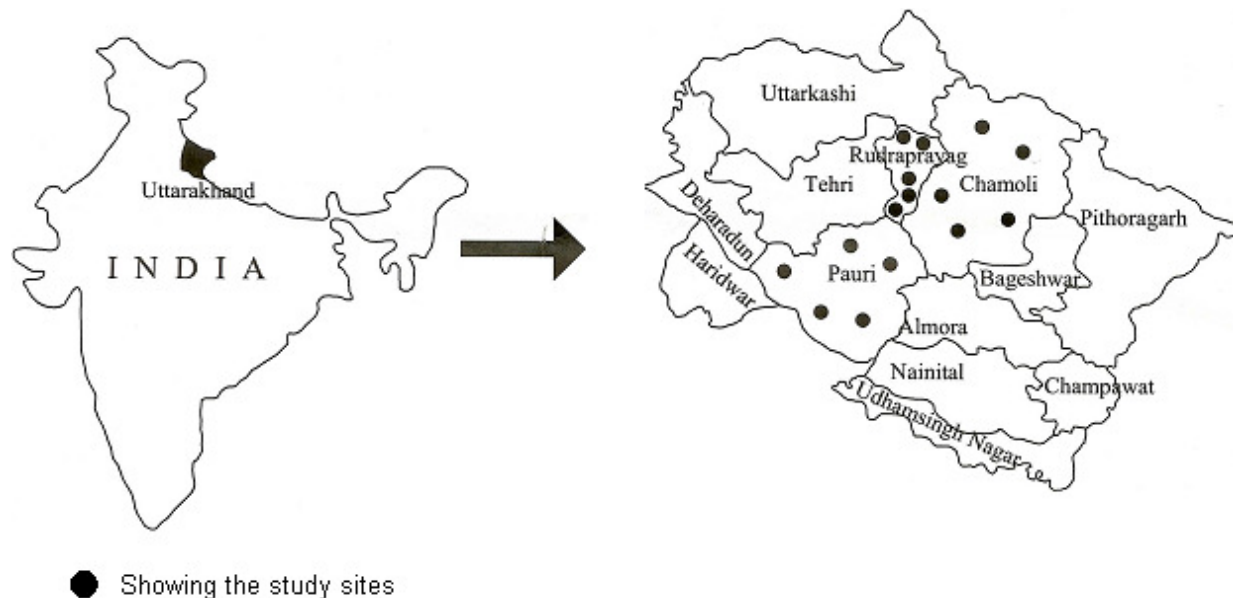 Uttarakhand
INDIA
Uttarkashi
Rudraprayag
Tehri
Chamoli
Deharadun
Pithoragarh
Haridwar
Pauri
Bageshwar
Almora
Nainital
Champawat
Udhamsingh Nagar
Showing the study sites